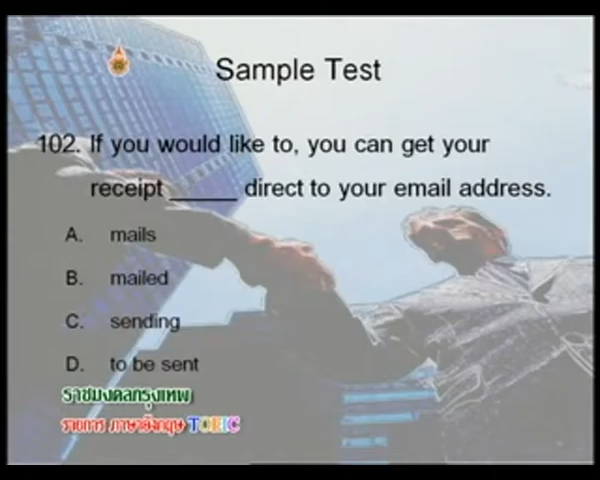 Sample Test
102. If you would like to, you can get your
receipt _____ direct to your email address.
A. mails
B. mailed
C. sending
D. to be sent
ราชมงคลกรุงเทพ
รายการ ภาษาอังกฤษ TOEIC